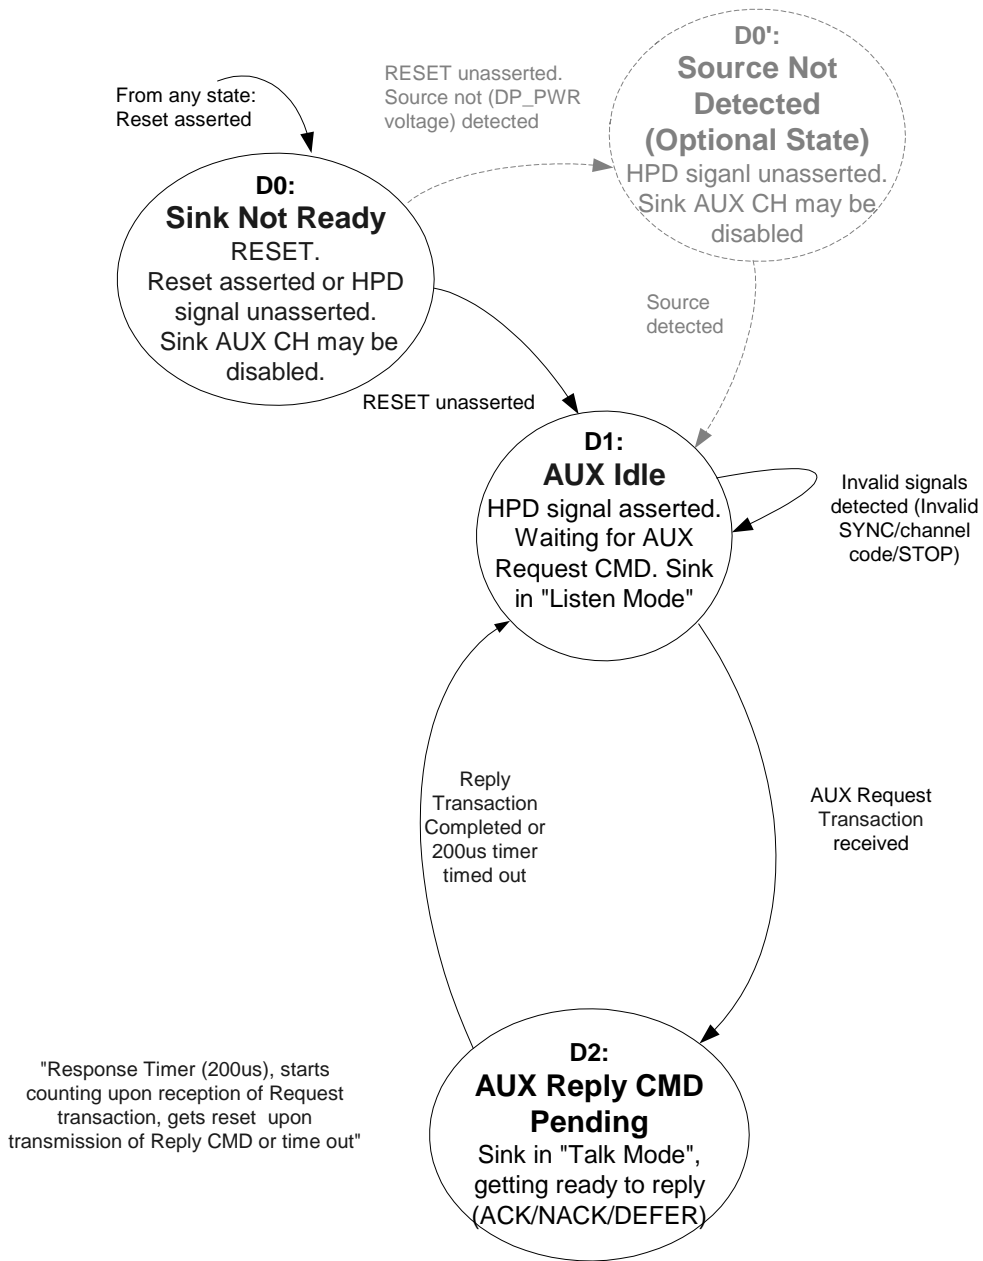 From any state:
Reset asserted
RESET unasserted.
Source not (DP_PWR
voltage) detected
D0':
Source Not
Detected
(Optional State)
HPD siganl unasserted.
Sink AUX CH may be
disabled
D0:
Sink Not Ready
RESET.
Reset asserted or HPD
signal unasserted.
Sink AUX CH may be
disabled.
Source
detected
RESET unasserted
D1:
AUX Idle
HPD signal asserted.
Waiting for AUX
Request CMD. Sink
in "Listen Mode"
Invalid signals
detected (Invalid
SYNC/channel
code/STOP)
Reply
Transaction
Completed or
200us timer
timed out
AUX Request
Transaction
received
"Response Timer (200us), starts
counting upon reception of Request
transaction, gets reset  upon
transmission of Reply CMD or time out"
D2:
AUX Reply CMD
Pending
Sink in "Talk Mode",
getting ready to reply
(ACK/NACK/DEFER)